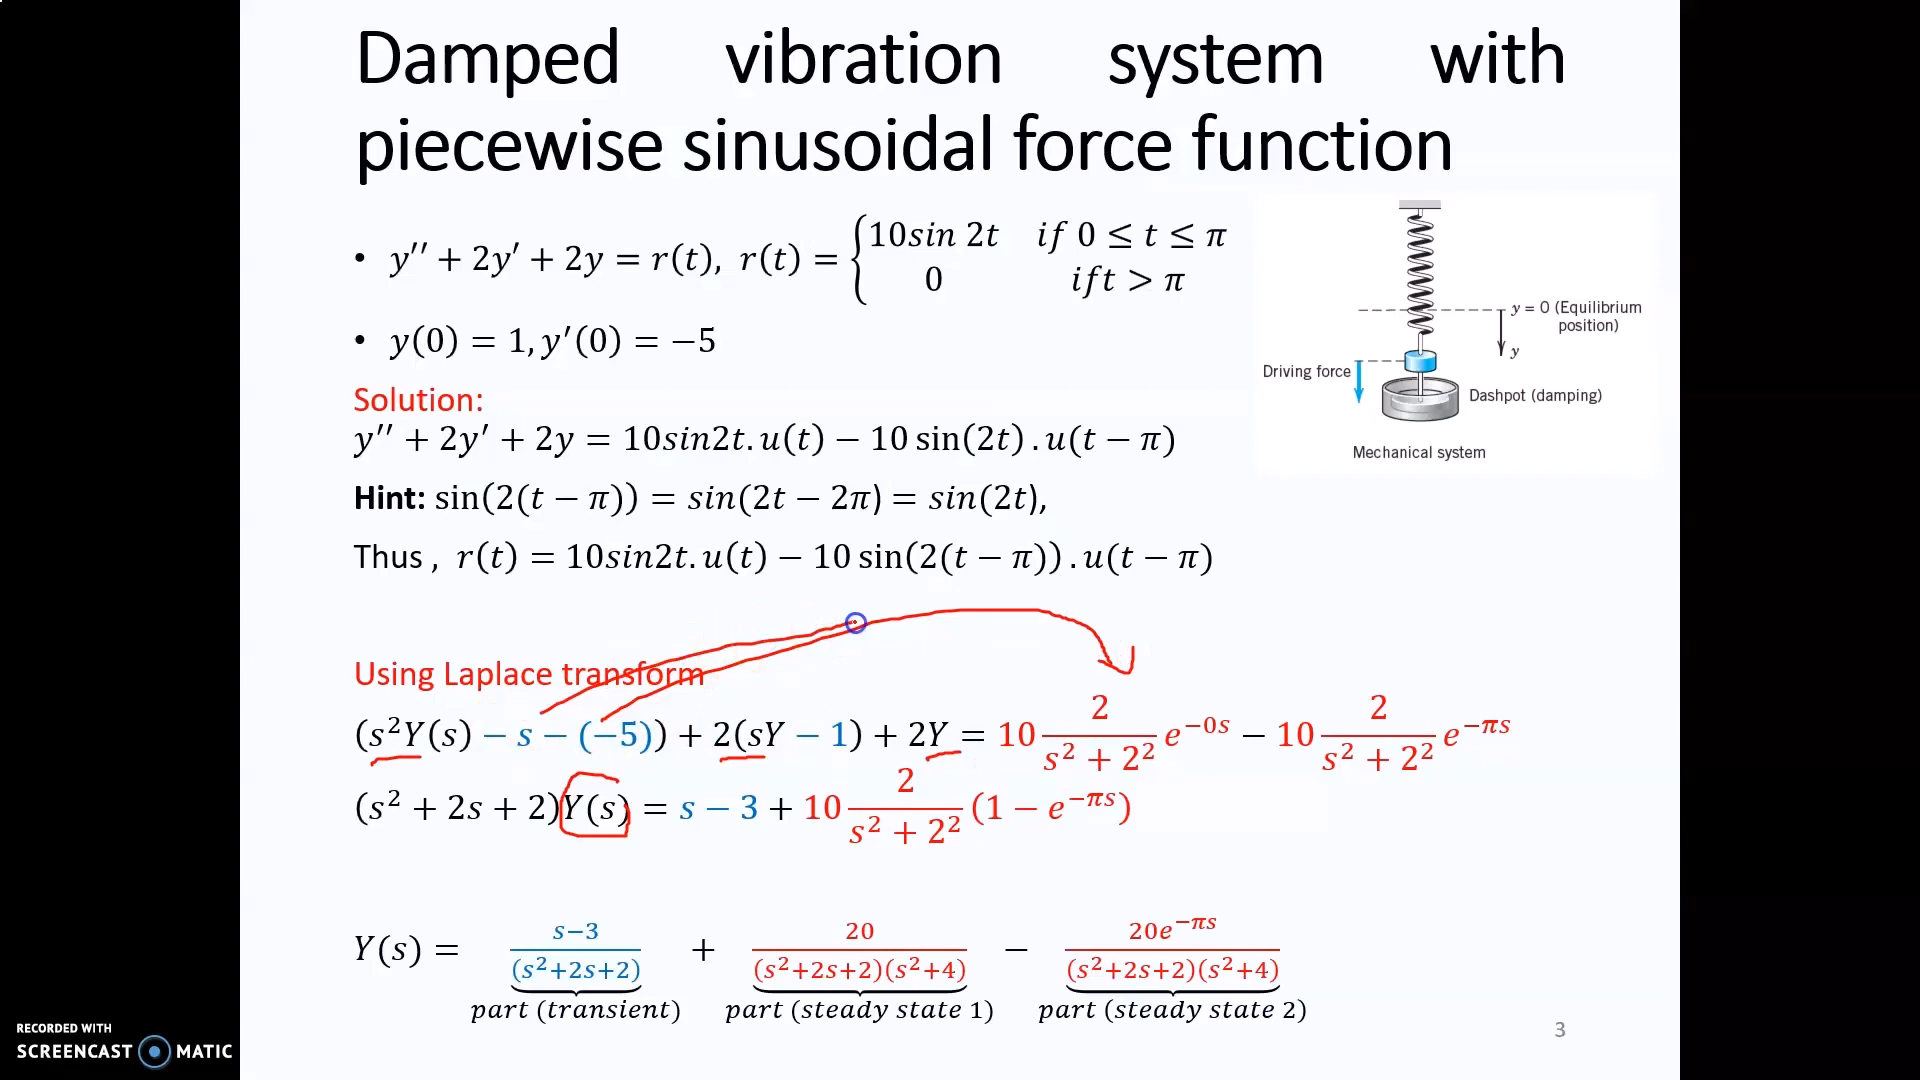 Damped vibration system with
piecewise sinusoidal force function
• y′′ + 2y′ + 2y = r(t), r(t) = {10sin 2t if 0 ≤ t ≤ π
0 ift > π
• y(0) = 1, y′(0) = −5
y = 0 (Equilibrium
position)
y
Driving force
Dashpot (damping)
Mechanical system
Solution:
y′′ + 2y′ + 2y = 10sin2t.u(t) − 10 sin(2t).u(t − π)
Hint: sin(2(t − π)) = sin(2t − 2π) = sin(2t),
Thus , r(t) = 10sin2t.u(t) − 10 sin(2(t − π)).u(t − π)
Using Laplace transform
(s²Y(s) − s − (−5)) + 2(sY − 1) + 2Y = 10 2/(s² + 2²) e^(−0s) − 10 2/(s² + 2²) e^(−πs)
(s² + 2s + 2)Y(s) = s − 3 + 10 2/(s² + 2²) (1 − e^(−πs))
Y(s) = (s−3)/(s²+2s+2) + 20/((s²+2s+2)(s²+4)) − 20e^(−πs)/((s²+2s+2)(s²+4))
part (transient) part (steady state 1) part (steady state 2)
3
RECORDED WITH
SCREENCAST MATIC